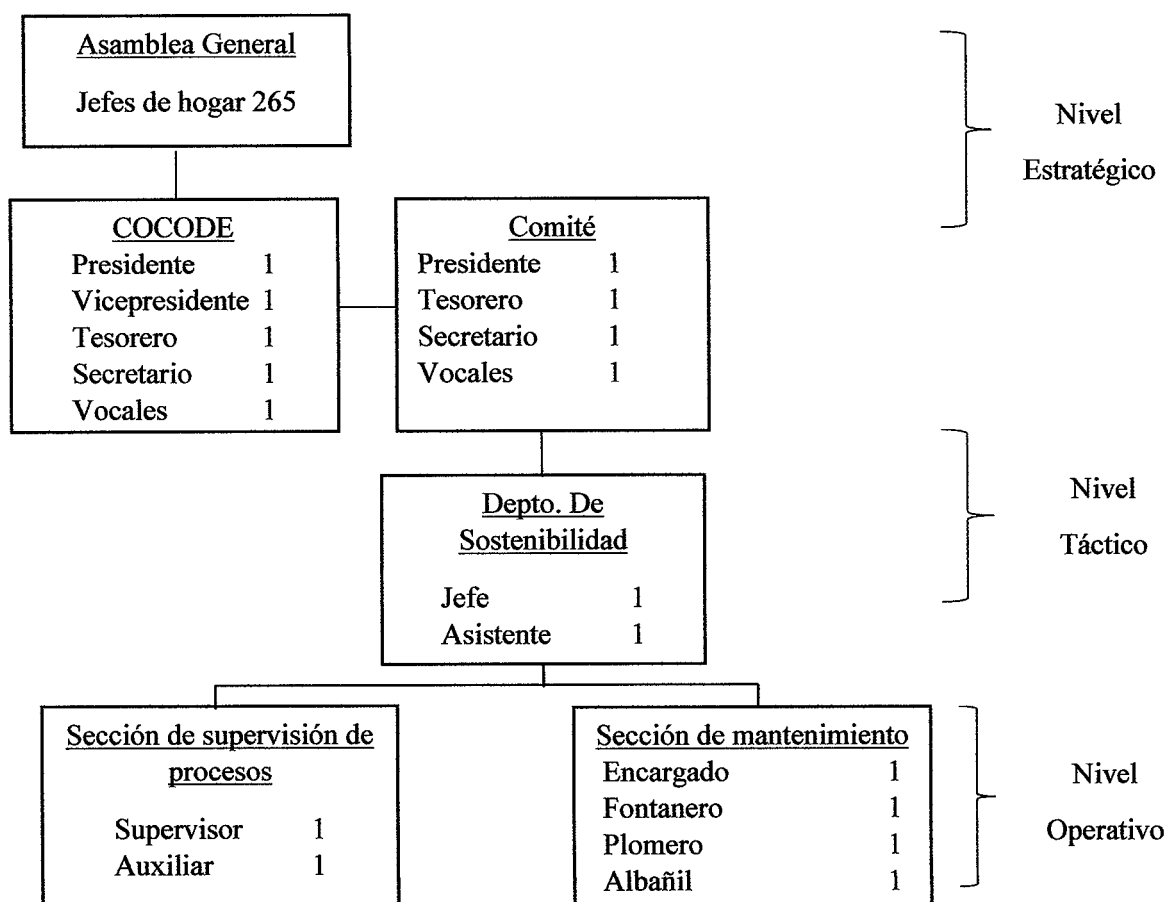 Asamblea General
Jefes de hogar 265
Nivel
Estratégico
COCODE
Presidente 1
Vicepresidente 1
Tesorero 1
Secretario 1
Vocales 1
Comité
Presidente 1
Tesorero 1
Secretario 1
Vocales 1
Depto. De
Sostenibilidad
Jefe 1
Asistente 1
Nivel
Táctico
Sección de supervisión de
procesos
Supervisor 1
Auxiliar 1
Sección de mantenimiento
Encargado 1
Fontanero 1
Plomero 1
Albañil 1
Nivel
Operativo